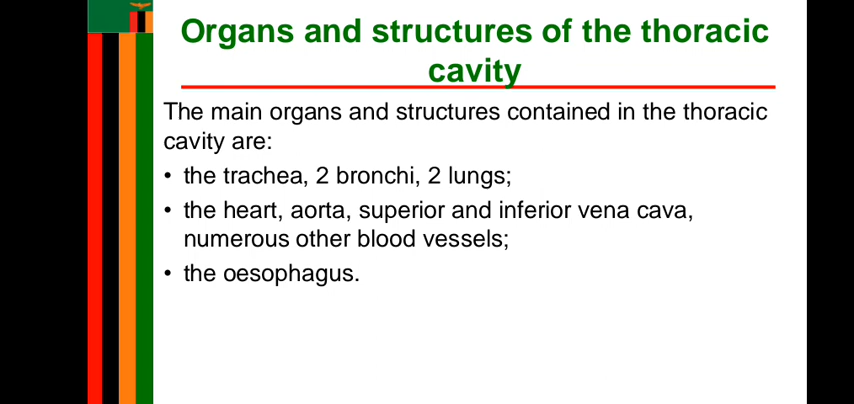 Organs and structures of the thoracic
cavity
The main organs and structures contained in the thoracic
cavity are:
• the trachea, 2 bronchi, 2 lungs;
• the heart, aorta, superior and inferior vena cava,
numerous other blood vessels;
• the oesophagus.